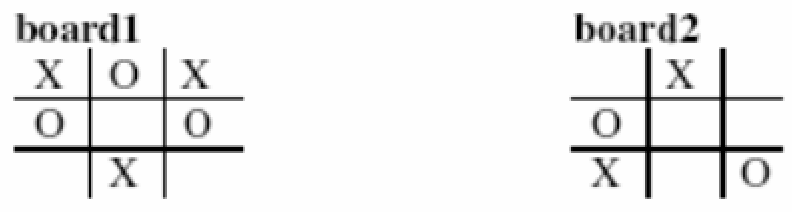 board1 board2
X O X X
O O O
X X O